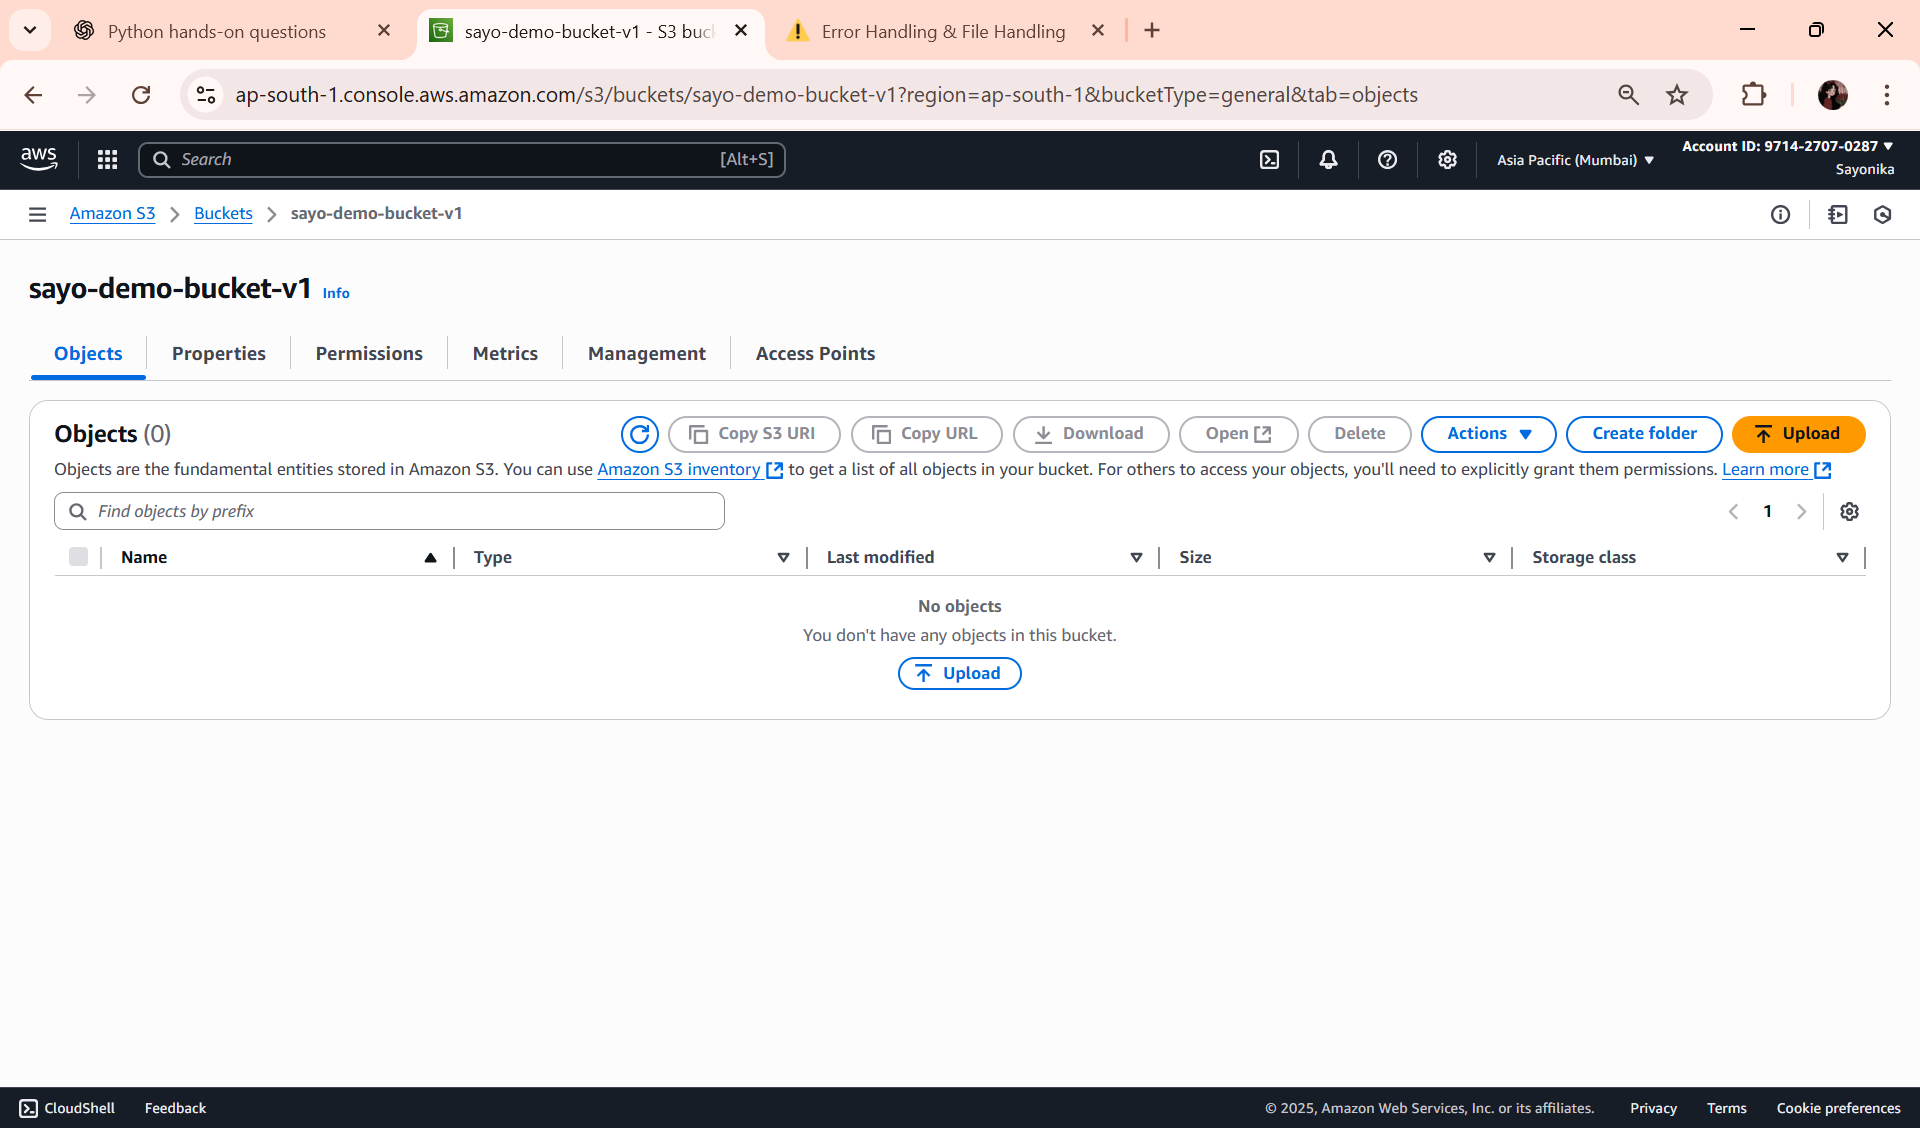 Python hands-on questions
sayo-demo-bucket-v1 - S3 buc
Error Handling & File Handling
ap-south-1.console.aws.amazon.com/s3/buckets/sayo-demo-bucket-v1?region=ap-south-1&bucketType=general&tab=objects
aws
Search
[Alt+S]
Asia Pacific (Mumbai)
Account ID: 9714-2707-0287
Sayonika
Amazon S3
Buckets
sayo-demo-bucket-v1
sayo-demo-bucket-v1 Info
Objects
Properties
Permissions
Metrics
Management
Access Points
Objects (0)
Copy S3 URI
Copy URL
Download
Open
Delete
Actions
Create folder
Upload
Objects are the fundamental entities stored in Amazon S3. You can use Amazon S3 inventory to get a list of all objects in your bucket. For others to access your objects, you'll need to explicitly grant them permissions. Learn more
Find objects by prefix
1
Name
Type
Last modified
Size
Storage class
No objects
You don't have any objects in this bucket.
Upload
CloudShell
Feedback
© 2025, Amazon Web Services, Inc. or its affiliates.
Privacy
Terms
Cookie preferences